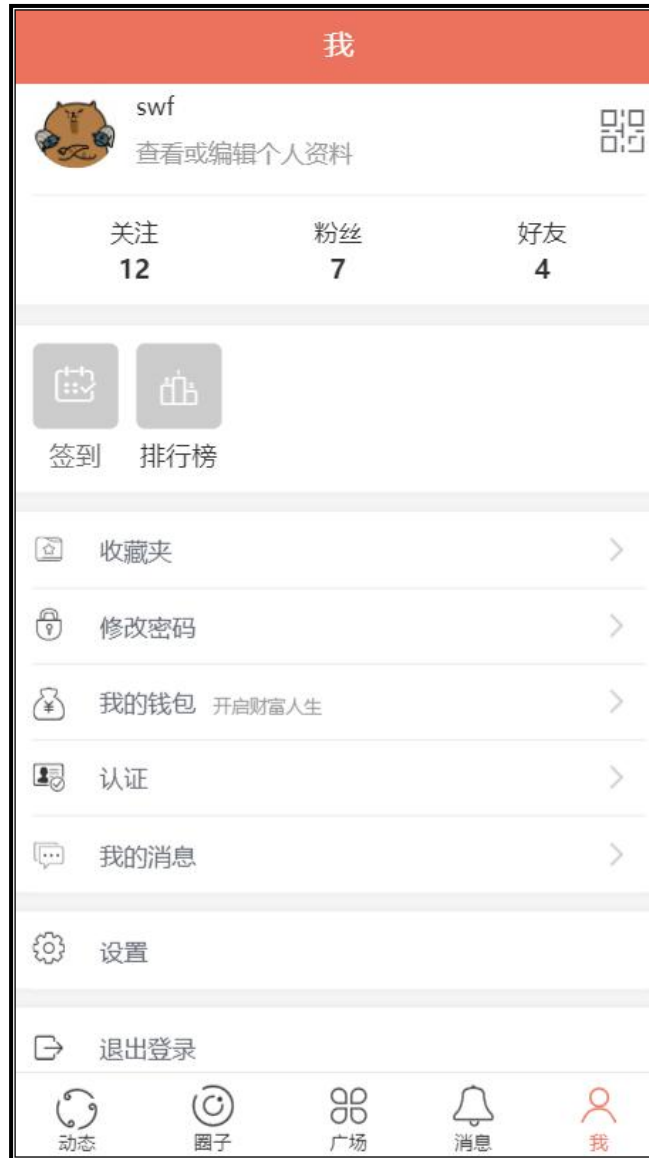 我
swf
查看或编辑个人资料
关注 粉丝 好友
12 7 4
签到 排行榜
收藏夹
修改密码
我的钱包 开启财富人生
认证
我的消息
设置
退出登录
动态 圈子 广场 消息 我